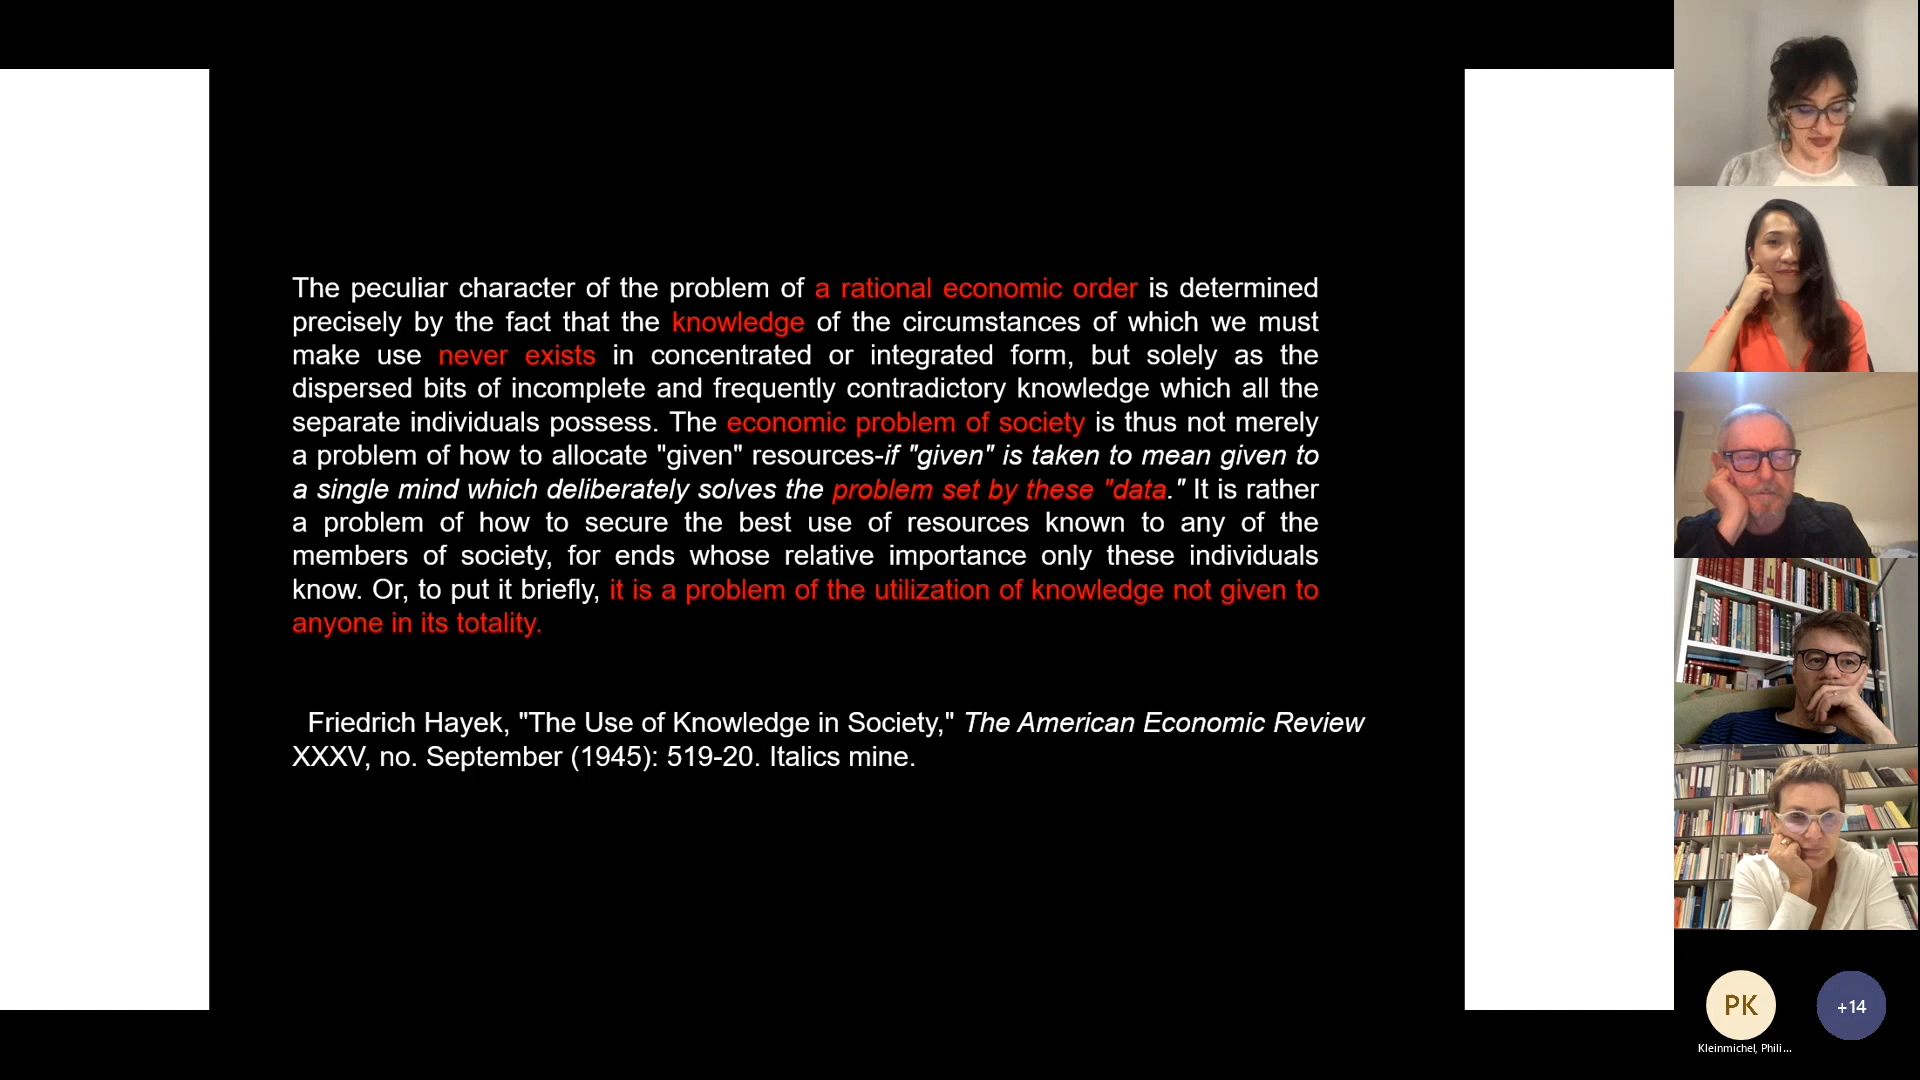 The peculiar character of the problem of a rational economic order is determined
precisely by the fact that the knowledge of the circumstances of which we must
make use never exists in concentrated or integrated form, but solely as the
dispersed bits of incomplete and frequently contradictory knowledge which all the
separate individuals possess. The economic problem of society is thus not merely
a problem of how to allocate "given" resources-if "given" is taken to mean given to
a single mind which deliberately solves the problem set by these "data." It is rather
a problem of how to secure the best use of resources known to any of the
members of society, for ends whose relative importance only these individuals
know. Or, to put it briefly, it is a problem of the utilization of knowledge not given to
anyone in its totality.
Friedrich Hayek, "The Use of Knowledge in Society," The American Economic Review
XXXV, no. September (1945): 519-20. Italics mine.
PK
+14
Kleinmichel, Phili...